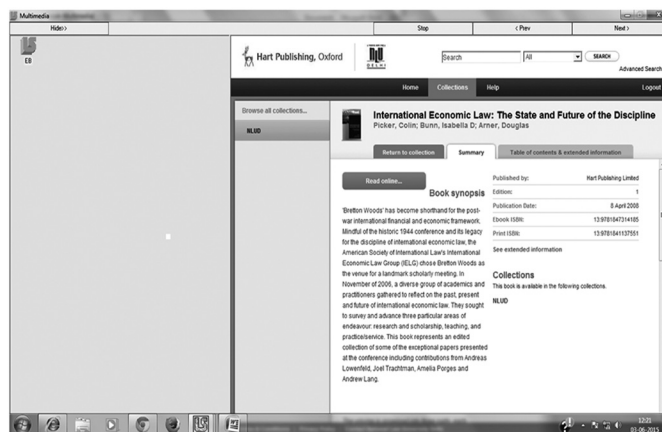 Multimedia
Hide>>
Stop
< Prev
Next >
EB
Hart Publishing, Oxford
DELHI
Search
All
SEARCH
Advanced Search
Home
Collections
Help
Logout
Browse all collections...
NLUD
International Economic Law: The State and Future of the Discipline
Picker, Colin; Bunn, Isabella D; Arner, Douglas
Return to collection
Summary
Table of contents & extended information
Read online...
Book synopsis
'Bretton Woods' has become shorthand for the post-
war international financial and economic framework.
Mindful of the historic 1944 conference and its legacy
for the discipline of international economic law, the
American Society of International Law's International
Economic Law Group (IELG) chose Bretton Woods as
the venue for a landmark scholarly meeting. In
November of 2006, a diverse group of academics and
practitioners gathered to reflect on the past, present
and future of international economic law. They sought
to survey and advance three particular areas of
endeavour: research and scholarship, teaching, and
practice/service. This book represents an edited
collection of some of the exceptional papers presented
at the conference including contributions from Andreas
Lowenfeld, Joel Trachtman, Amelia Porges and
Andrew Lang.
Published by: Hart Publishing Limited
Edition: 1
Publication Date: 8 April 2008
Ebook ISBN: 13:9781847314185
Print ISBN: 13:9781841137551
See extended information
Collections
This book is available in the following collections.
NLUD
12:21
01-06-2015